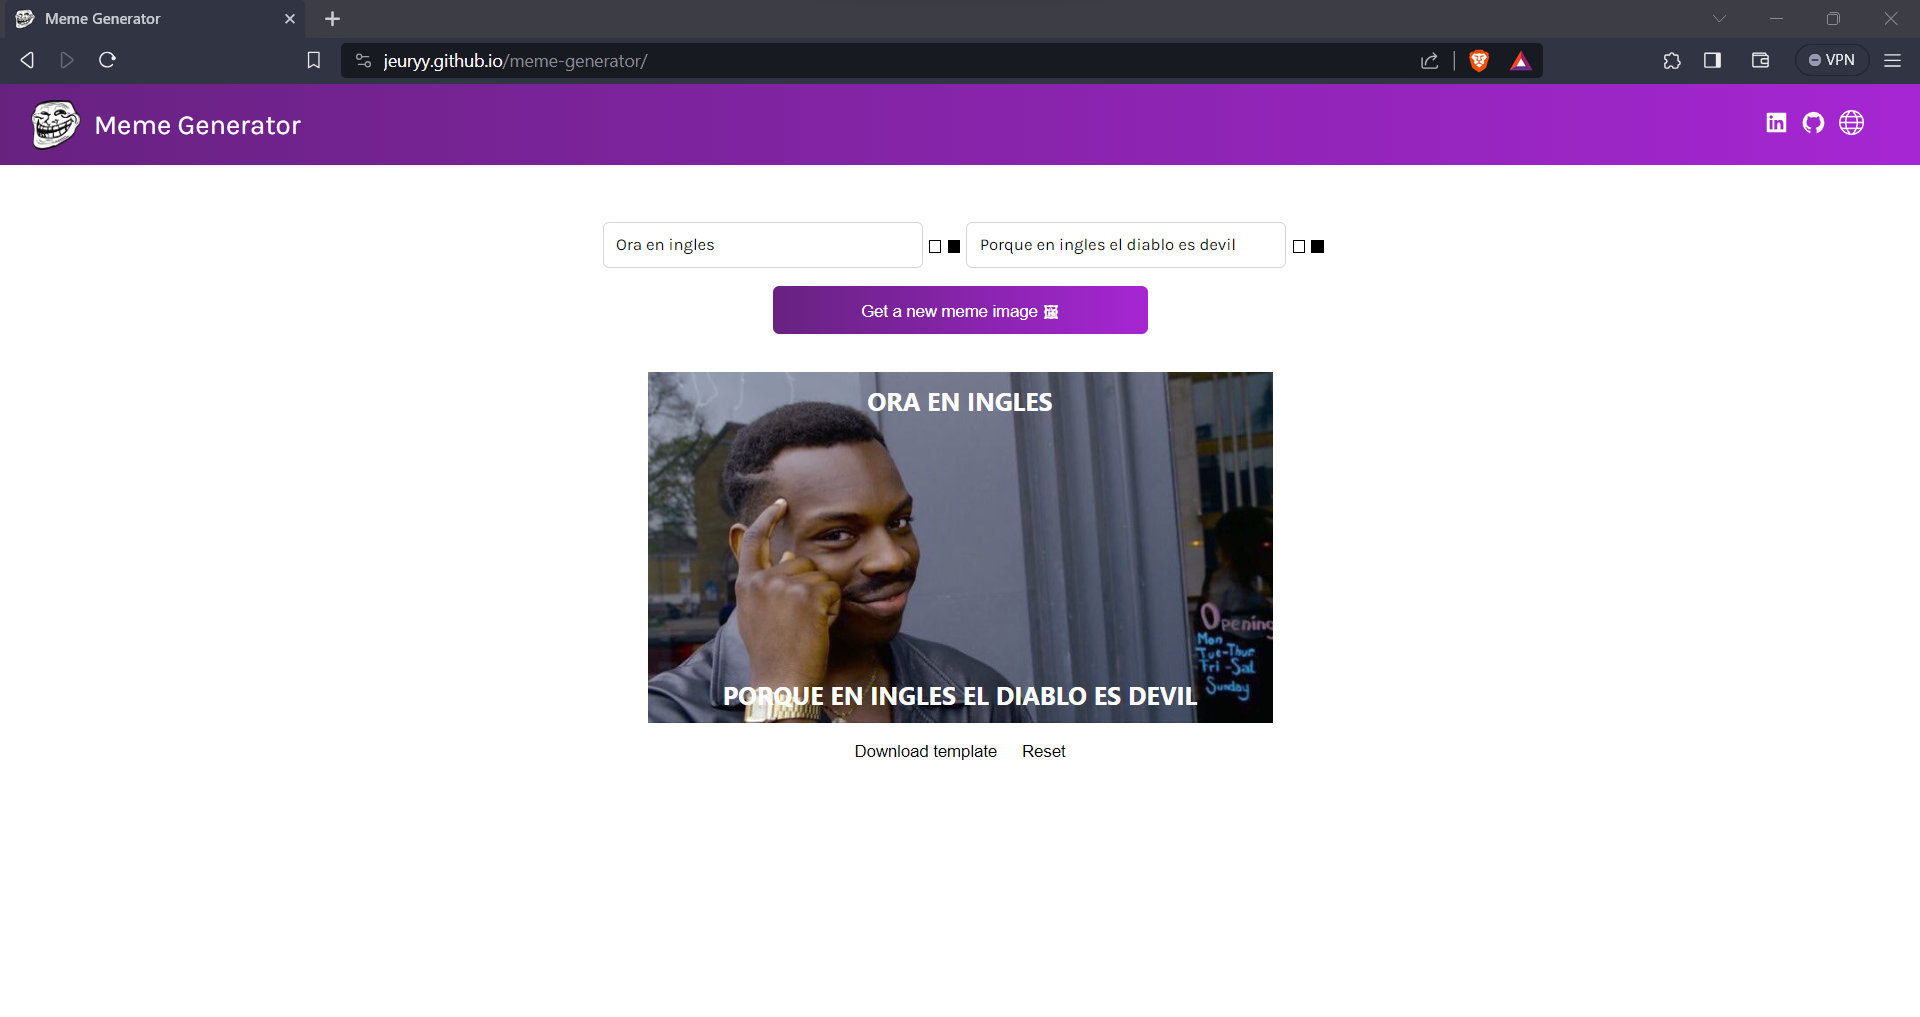 Meme Generator
jeuryy.github.io/meme-generator/
VPN
Meme Generator
Ora en ingles
Porque en ingles el diablo es devil
Get a new meme image
ORA EN INGLES
Opening
Mon
Tue-Thur
Fri -Sat
Sunday
PORQUE EN INGLES EL DIABLO ES DEVIL
Download template
Reset